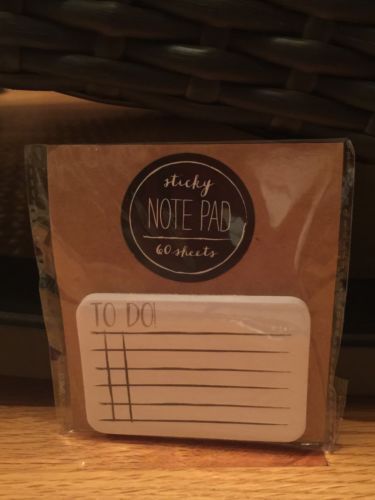 sticky
NOTE PAD
60 sheets
TO DO!